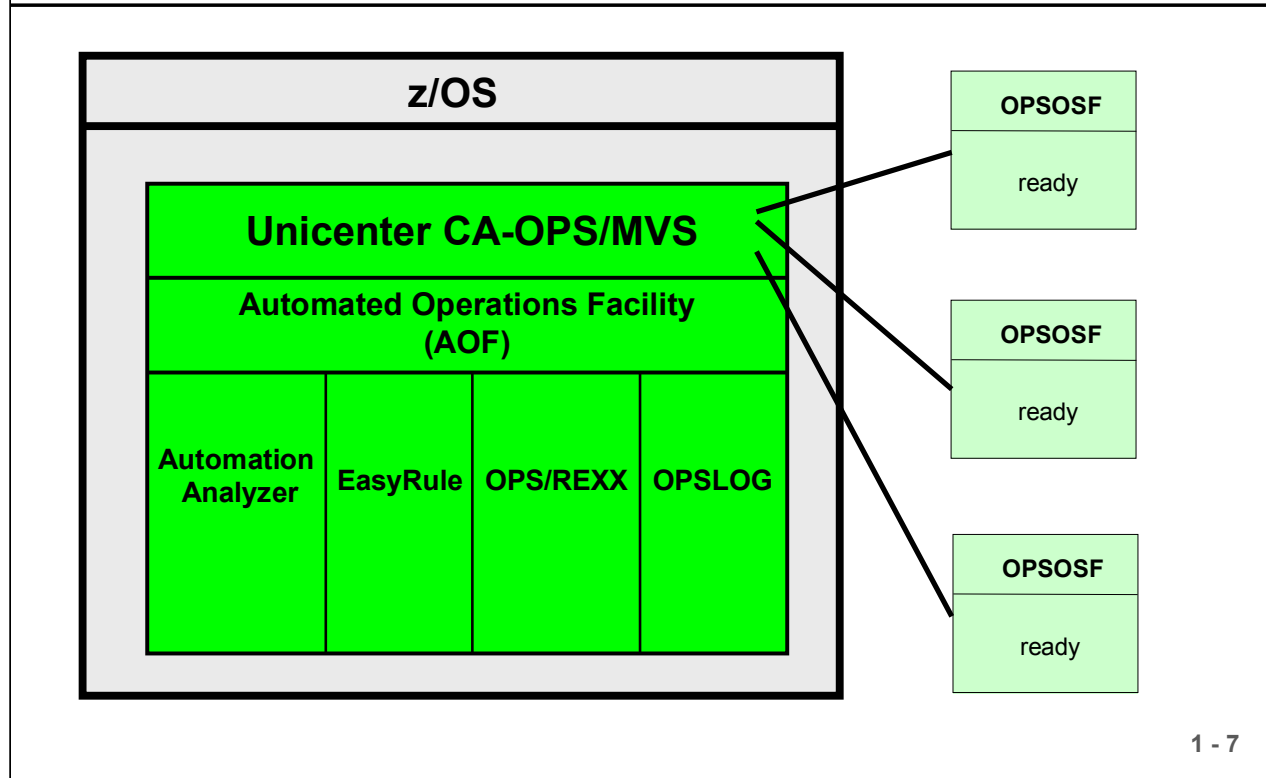 z/OS
Unicenter CA-OPS/MVS
Automated Operations Facility
(AOF)
Automation
Analyzer
EasyRule
OPS/REXX
OPSLOG
OPSOSF
ready
OPSOSF
ready
OPSOSF
ready
1 - 7